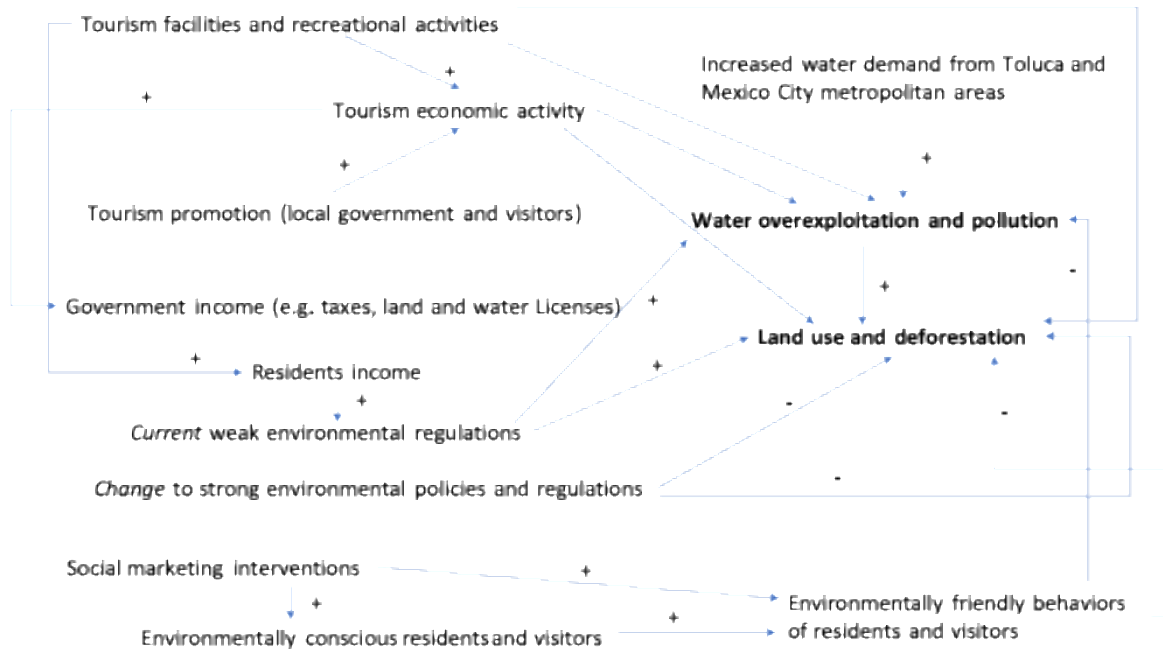 Tourism facilities and recreational activities
Increased water demand from Toluca and
Mexico City metropolitan areas
+
+
Tourism economic activity
+
+
Tourism promotion (local government and visitors)
Water overexploitation and pollution
-
+
Government income (e.g. taxes, land and water Licenses)
+
Land use and deforestation
+
+
Residents income
+
-
-
Current weak environmental regulations
-
Change to strong environmental policies and regulations
Social marketing interventions
+
+
Environmentally friendly behaviors
of residents and visitors
+
Environmentally conscious residents and visitors